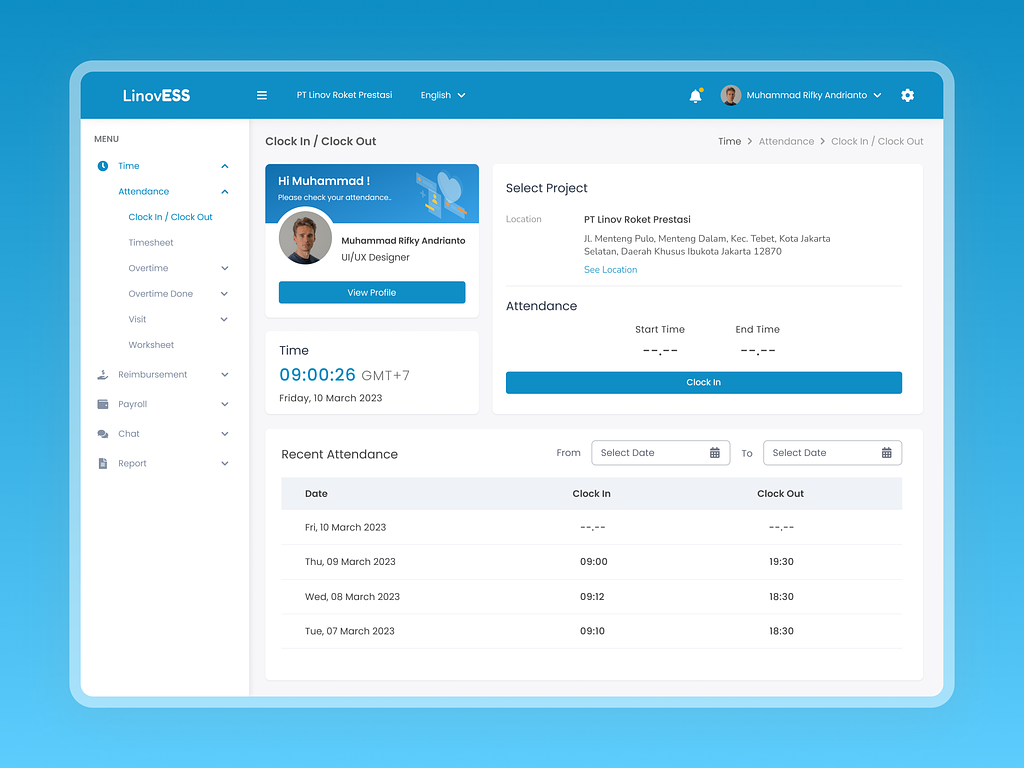 LinovESS
PT Linov Roket Prestasi
English
Muhammad Rifky Andrianto
MENU
Time
Attendance
Clock In / Clock Out
Timesheet
Overtime
Overtime Done
Visit
Worksheet
Reimbursement
Payroll
Chat
Report
Clock In / Clock Out
Time > Attendance > Clock In / Clock Out
Hi Muhammad !
Please check your attendance..
Muhammad Rifky Andrianto
UI/UX Designer
View Profile
Time
09:00:26 GMT+7
Friday, 10 March 2023
Select Project
Location
PT Linov Roket Prestasi
Jl. Menteng Pulo, Menteng Dalam, Kec. Tebet, Kota Jakarta
Selatan, Daerah Khusus Ibukota Jakarta 12870
See Location
Attendance
Start Time End Time
--.-- --.--
Clock In
Recent Attendance
From Select Date To Select Date
Date Clock In Clock Out
Fri, 10 March 2023 --.-- --.--
Thu, 09 March 2023 09:00 19:30
Wed, 08 March 2023 09:12 18:30
Tue, 07 March 2023 09:10 18:30